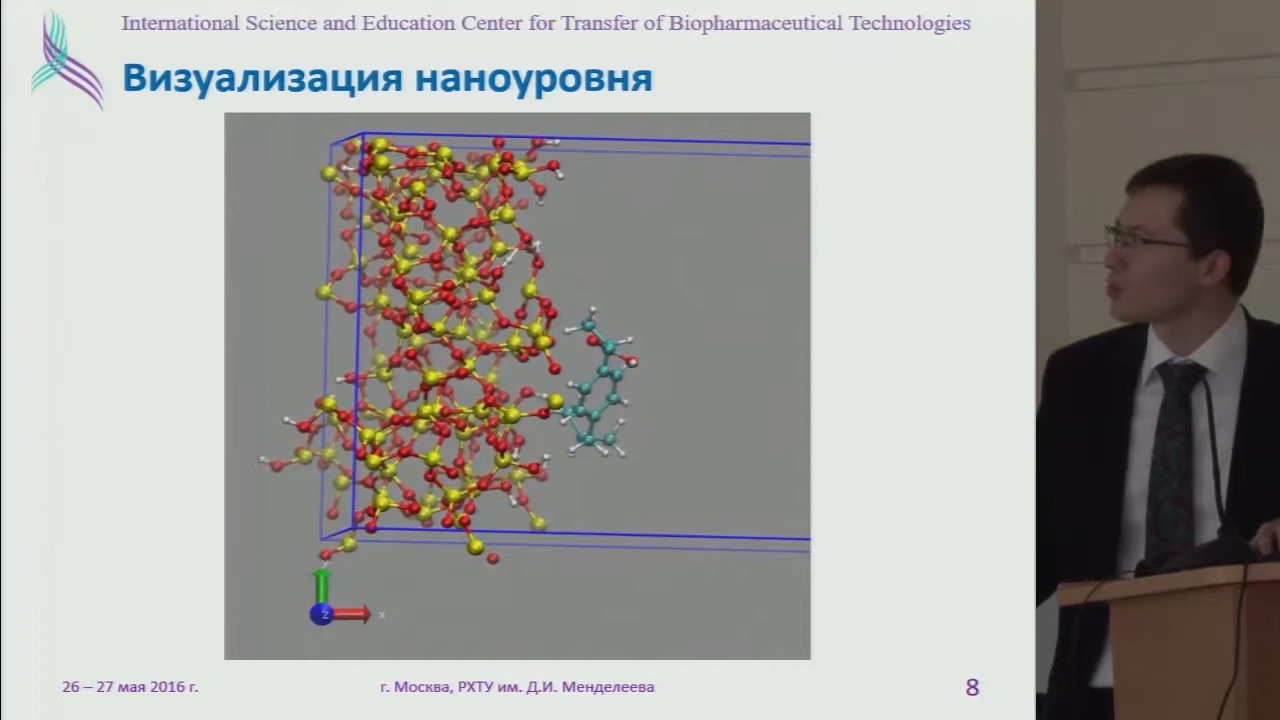 International Science and Education Center for Transfer of Biopharmaceutical Technologies
Визуализация наноуровня
z
x
26 – 27 мая 2016 г.
г. Москва, РХТУ им. Д.И. Менделеева
8